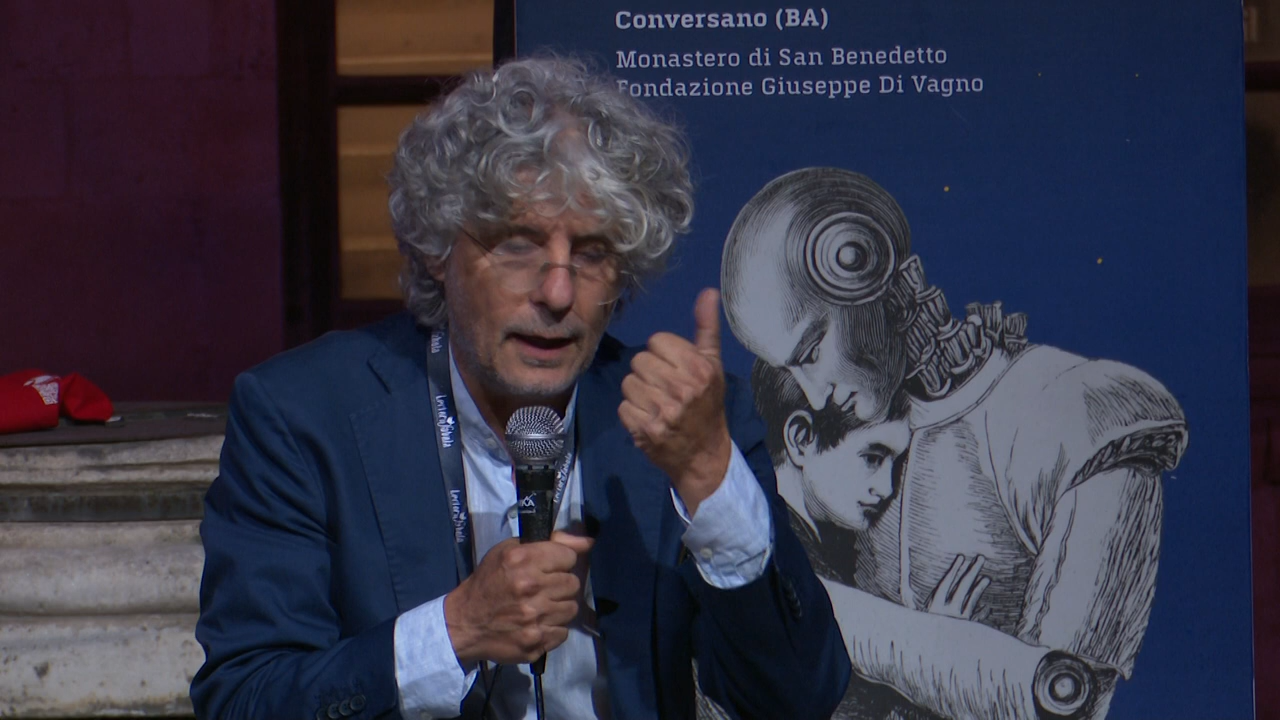 Conversano (BA)
Monastero di San Benedetto
Fondazione Giuseppe Di Vagno